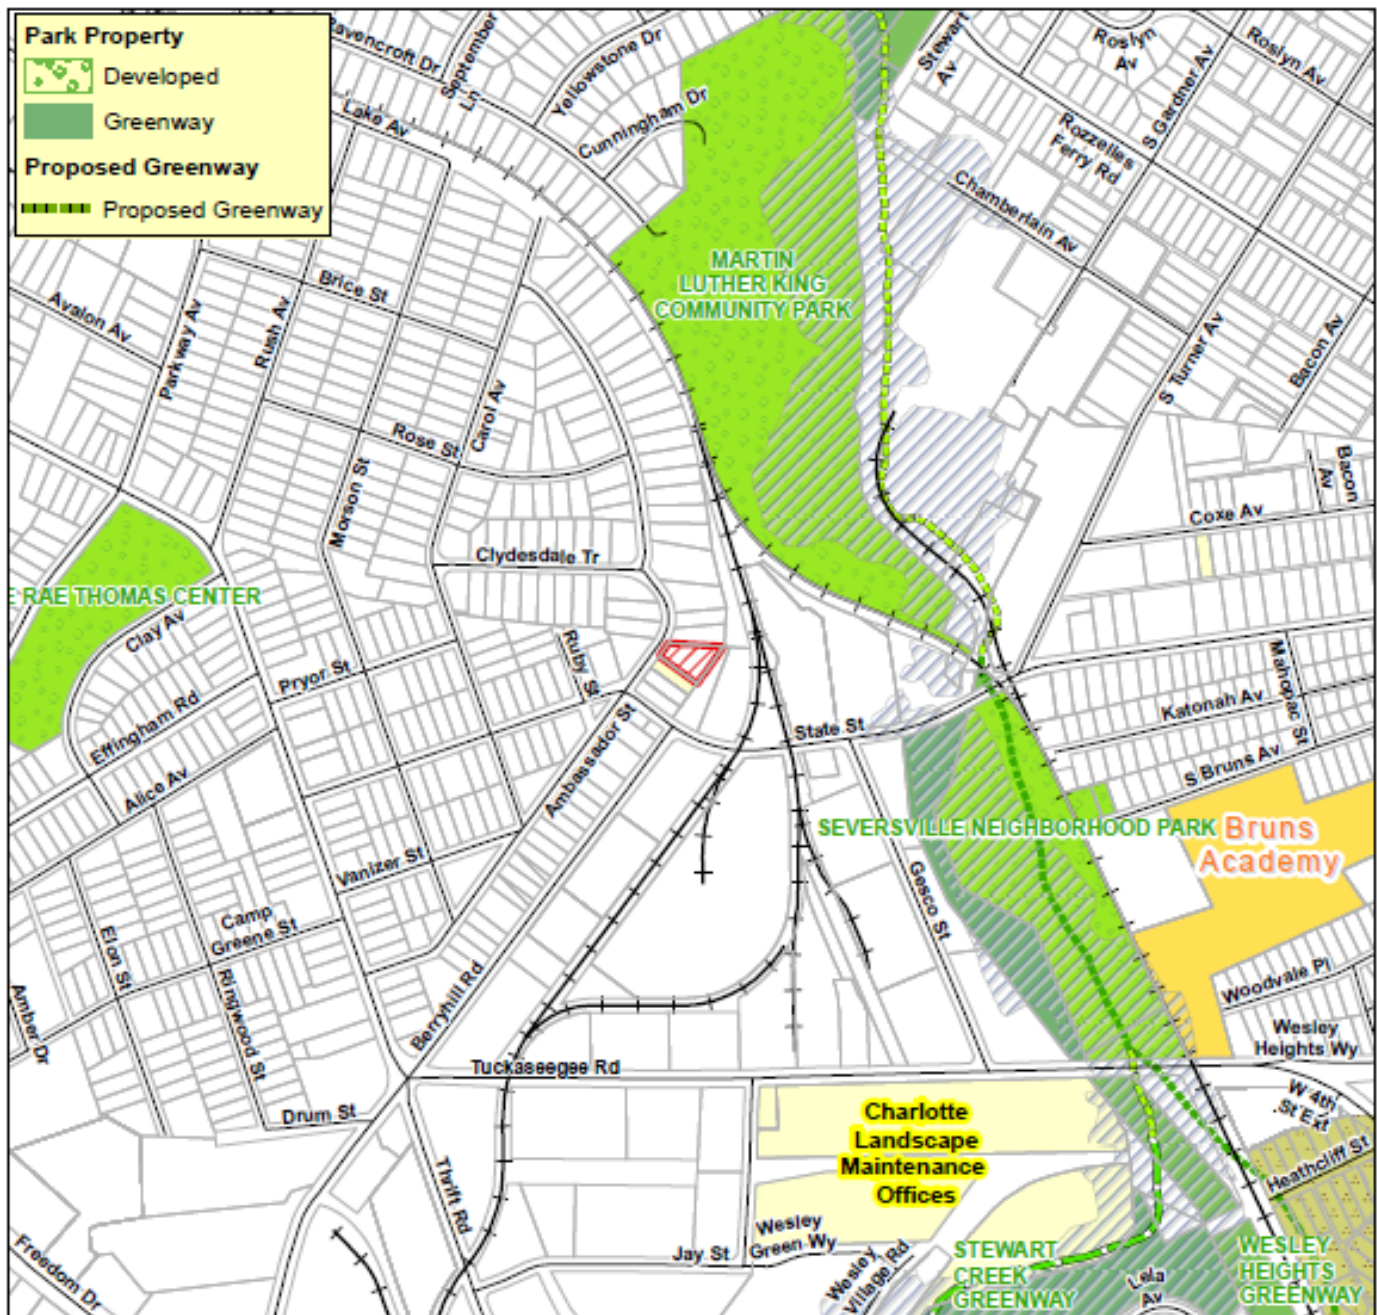 Park Property
Developed
Greenway
Proposed Greenway
Proposed Greenway
avencroft Dr
September
Ln
Yellowstone Dr
Cunningham Dr
Lake Av
Stewart
Av
Roslyn
Av
S Gardner Av
Roslyn Av
Rozzelles
Ferry Rd
Chamberlain Av
MARTIN
LUTHER KING
COMMUNITY PARK
Brice St
Avalon Av
Parkway Av
Rush Av
Carol Av
Rose St
Morson St
S Turner Av
Bacon Av
Bacon
Av
Coxe Av
Clydesdale Tr
E RAE THOMAS CENTER
Clay Av
Pryor St
Effingham Rd
Alice Av
Ruby St
Ambassador St
State St
Mahopac St
Katonah Av
S Bruns Av
SEVERSVILLE NEIGHBORHOOD PARK
Bruns
Academy
Vanizer St
Gesco St
Camp
Greene St
Elon St
Ringwood St
Amber Dr
Berryhill Rd
Woodvale Pl
Wesley
Heights Wy
Tuckaseegee Rd
Drum St
W 4th
St Ext
Heathcliff St
Charlotte
Landscape
Maintenance
Offices
Thrift Rd
Wesley
Green Wy
Jay St
Wesley
Village Rd
STEWART
CREEK
GREENWAY
WESLEY
HEIGHTS
GREENWAY
Lela
Av
Freedom Dr